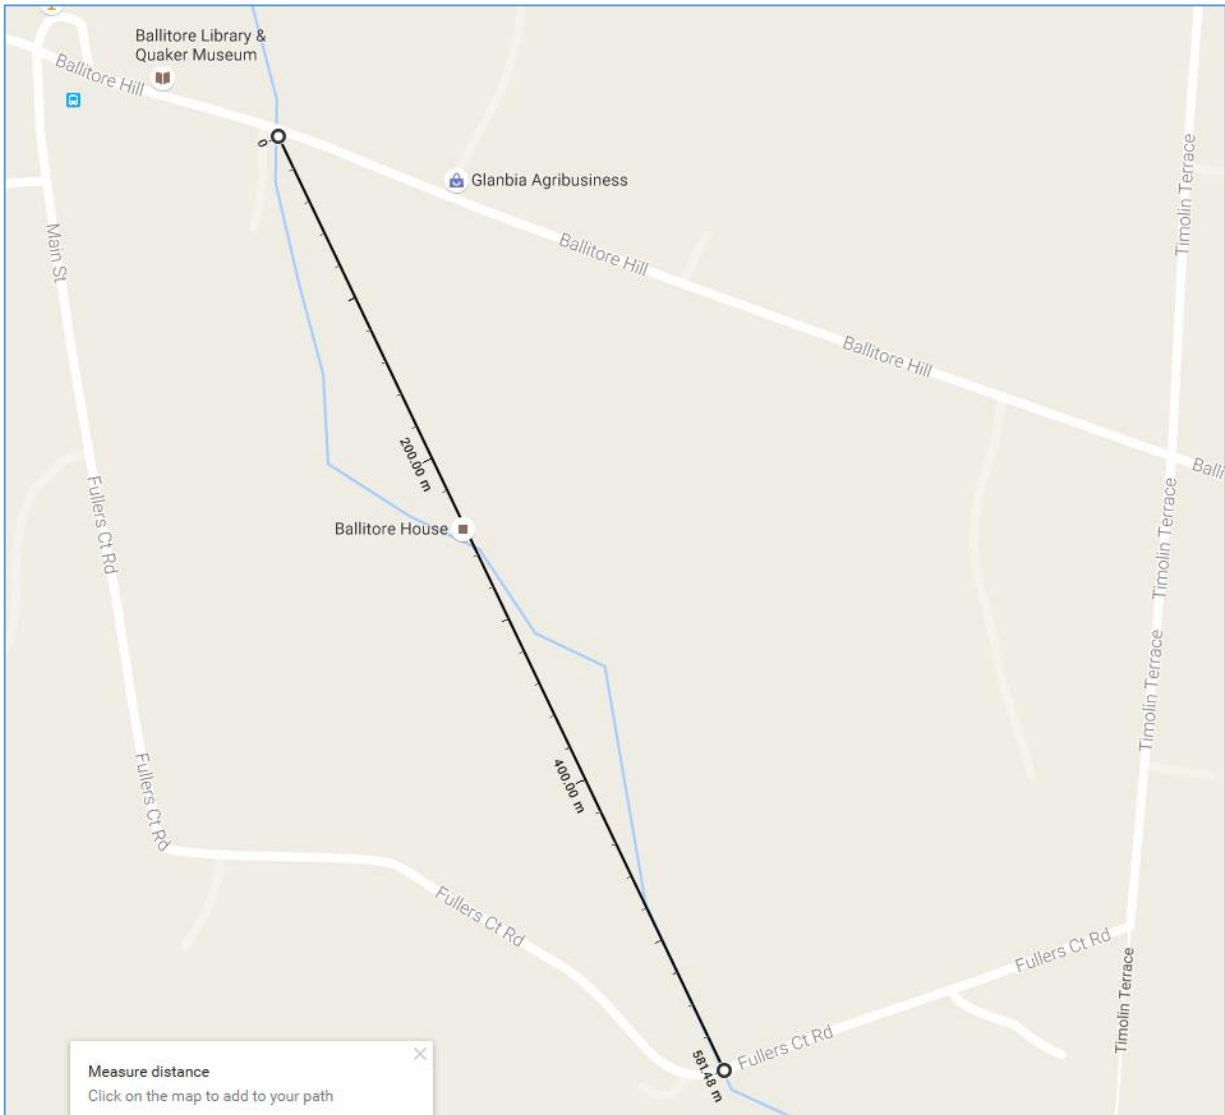 Ballitore Library &
Quaker Museum
Ballitore Hill
0
Glanbia Agribusiness
Timolin Terrace
Main St
Ballitore Hill
Ballitore Hill
200.00 m
Balli
Fullers Ct Rd
Timolin Terrace
Ballitore House
Timolin Terrace
400.00 m
Fullers Ct Rd
Fullers Ct Rd
Fullers Ct Rd
Timolin Terrace
Fullers Ct Rd
581.48 m
Measure distance
Click on the map to add to your path